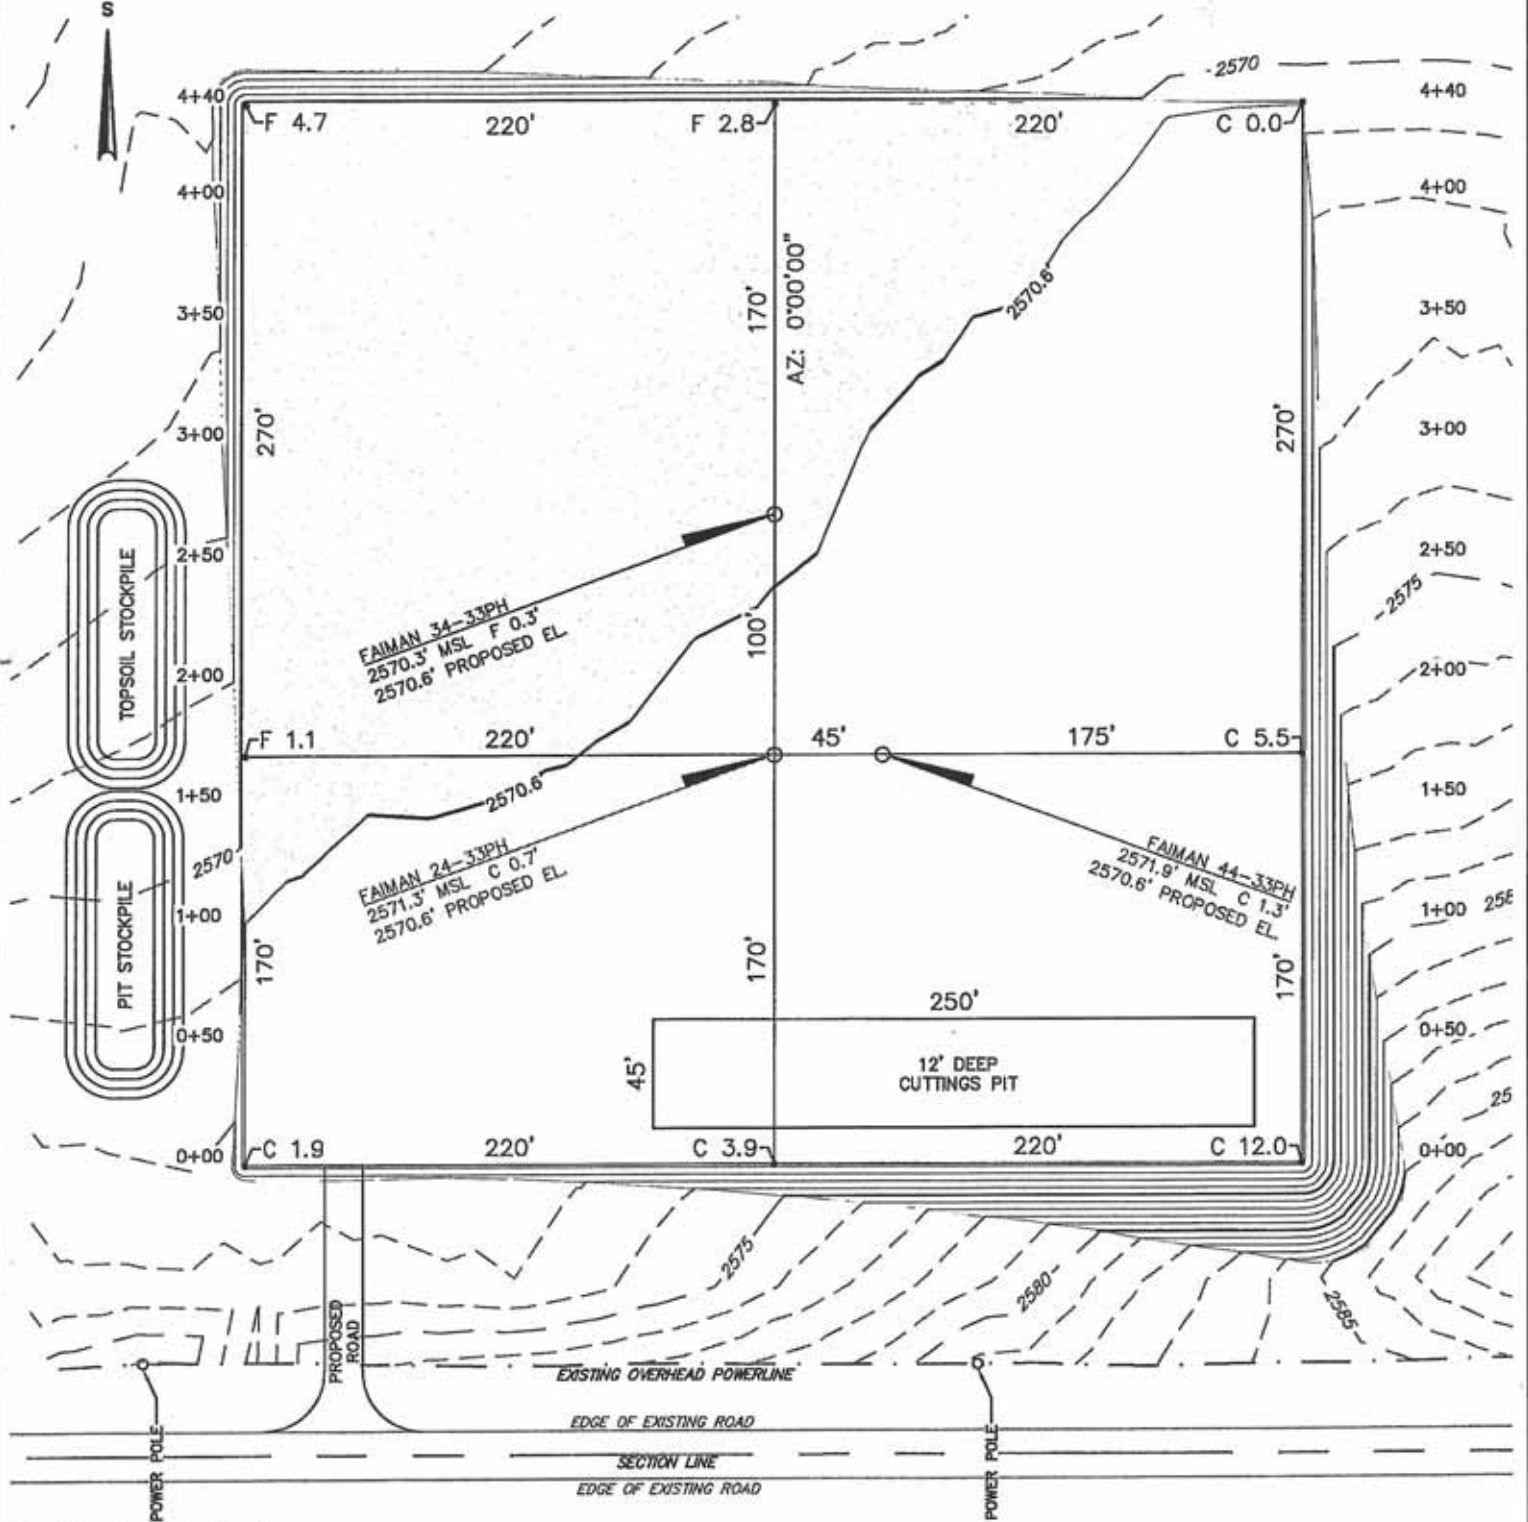 S
2570
4+40
4+40
F 4.7
220'
F 2.8
220'
C 0.0
4+00
4+00
170'
AZ: 0°00'00"
2570.6'
3+50
3+50
270'
270'
3+00
3+00
2+50
2+50
TOPSOIL STOCKPILE
2575
FAIMAN 34-33PH
2570.3' MSL F 0.3'
2570.6' PROPOSED EL.
100'
2+00
2+00
F 1.1
220'
45'
175'
C 5.5
1+50
1+50
2570.6'
2570
FAIMAN 24-33PH
2571.3' MSL C 0.7'
2570.6' PROPOSED EL.
FAIMAN 44-33PH
2571.9' MSL C 1.3'
2570.6' PROPOSED EL.
1+00
1+00
258
PIT STOCKPILE
170'
170'
170'
250'
0+50
0+50
45'
12' DEEP
CUTTINGS PIT
25
0+00
0+00
C 1.9
220'
C 3.9
220'
C 12.0
2575
2580
2585
PROPOSED
ROAD
EXISTING OVERHEAD POWERLINE
EDGE OF EXISTING ROAD
POWER POLE
POWER POLE
SECTION LINE
EDGE OF EXISTING ROAD